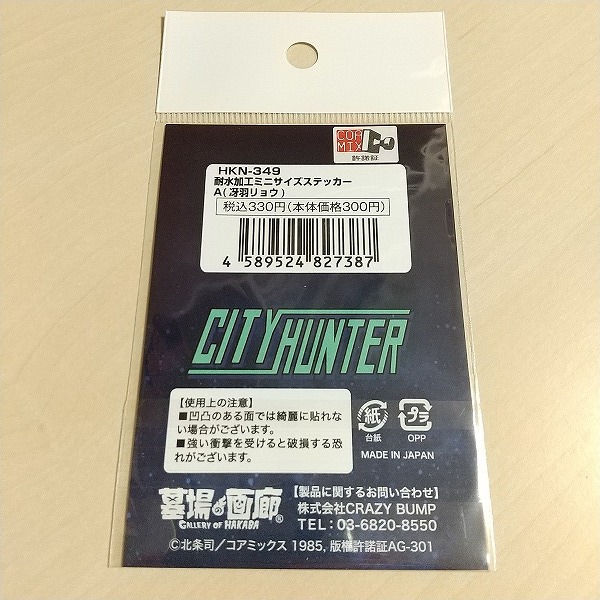 COA
MIX
許諾証
HKN-349
耐水加工ミニサイズステッカー
A(冴羽リョウ)
税込330円(本体価格300円)
4 589524 827387
CITY HUNTER
【使用上の注意】
■凹凸のある面では綺麗に貼れな
い場合がございます。
■強い衝撃を受けると破損する恐
れがございます。
紙
台紙
プラ
OPP
MADE IN JAPAN
墓場の画廊®
GALLERY OF HAKABA
【製品に関するお問い合わせ】
株式会社CRAZY BUMP
TEL：03-6820-8550
©北条司／コアミックス 1985, 版権許諾証AG-301